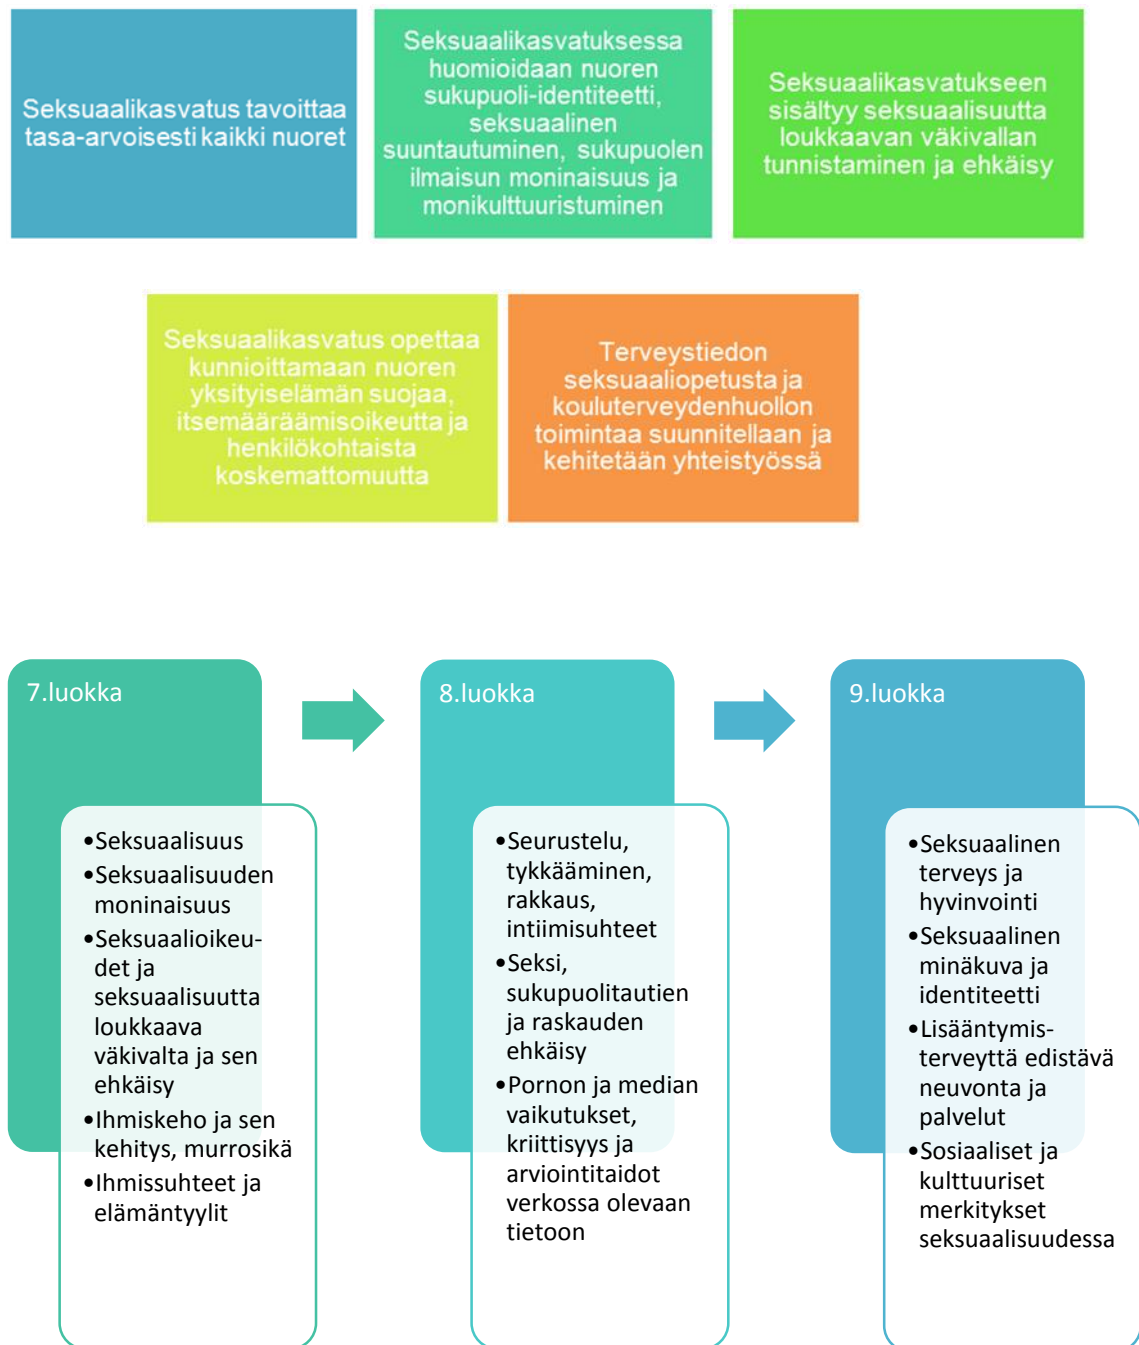 Seksuaalikasvatus tavoittaa
tasa-arvoisesti kaikki nuoret
Seksuaalikasvatuksessa
huomioidaan nuoren
sukupuoli-identiteetti,
seksuaalinen
suuntautuminen, sukupuolen
ilmaisun moninaisuus ja
monikulttuuristuminen
Seksuaalikasvatukseen
sisältyy seksuaalisuutta
loukkaavan väkivallan
tunnistaminen ja ehkäisy
Seksuaalikasvatus opettaa
kunnioittamaan nuoren
yksityiselämän suojaa,
itsemääräämisoikeutta ja
henkilökohtaista
koskemattomuutta
Terveystiedon
seksuaaliopetusta ja
kouluterveydenhuollon
toimintaa suunnitellaan ja
kehitetään yhteistyössä
7.luokka
•Seksuaalisuus
•Seksuaalisuuden
moninaisuus
•Seksuaalioikeu-
det ja
seksuaalisuutta
loukkaava
väkivalta ja sen
ehkäisy
•Ihmiskeho ja sen
kehitys, murrosikä
•Ihmissuhteet ja
elämäntyylit
8.luokka
•Seurustelu,
tykkääminen,
rakkaus,
intiimisuhteet
•Seksi,
sukupuolitautien
ja raskauden
ehkäisy
•Pornon ja median
vaikutukset,
kriittisyys ja
arviointitaidot
verkossa olevaan
tietoon
9.luokka
•Seksuaalinen
terveys ja
hyvinvointi
•Seksuaalinen
minäkuva ja
identiteetti
•Lisääntymis-
terveyttä edistävä
neuvonta ja
palvelut
•Sosiaaliset ja
kulttuuriset
merkitykset
seksuaalisuudessa